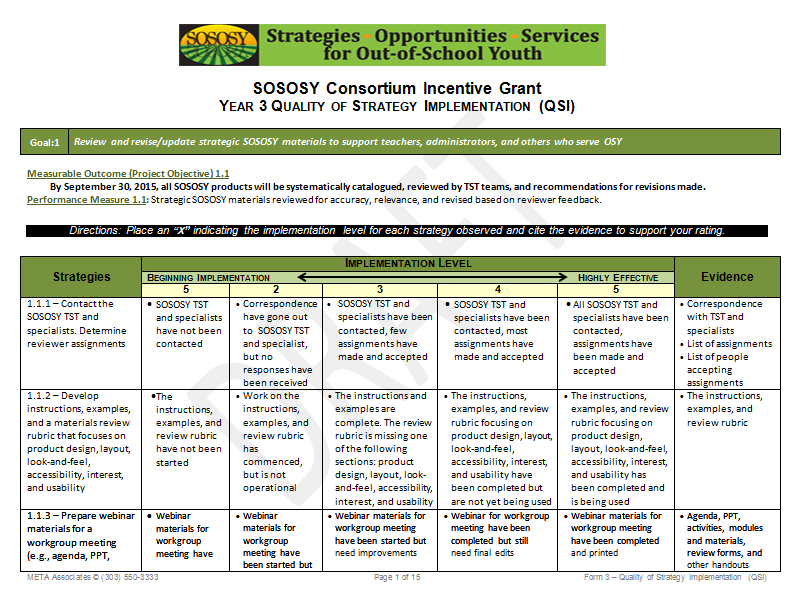 SOSOSY
Strategies • Opportunities • Services
for Out-of-School Youth
SOSOSY Consortium Incentive Grant
YEAR 3 QUALITY OF STRATEGY IMPLEMENTATION (QSI)
Goal:1
Review and revise/update strategic SOSOSY materials to support teachers, administrators, and others who serve OSY
Measurable Outcome (Project Objective) 1.1
By September 30, 2015, all SOSOSY products will be systematically catalogued, reviewed by TST teams, and recommendations for revisions made.
Performance Measure 1.1: Strategic SOSOSY materials reviewed for accuracy, relevance, and revised based on reviewer feedback.
Directions: Place an "X" indicating the implementation level for each strategy observed and cite the evidence to support your rating.
Strategies
IMPLEMENTATION LEVEL
BEGINNING IMPLEMENTATION
HIGHLY EFFECTIVE
5
2
3
4
5
Evidence
1.1.1 – Contact the
SOSOSY TST and
specialists. Determine
reviewer assignments
• SOSOSY TST
and specialists
have not been
contacted
• Correspondence
have gone out
to SOSOSY TST
and specialist,
but no
responses have
been received
• SOSOSY TST and
specialists have been
contacted, few
assignments have
made and accepted
• SOSOSY TST and
specialists have been
contacted, most
assignments have
made and accepted
• All SOSOSY TST and
specialists have been
contacted,
assignments have
been made and
accepted
• Correspondence
with TST and
specialists
• List of assignments
• List of people
accepting
assignments
1.1.2 – Develop
instructions, examples,
and a materials review
rubric that focuses on
product design, layout,
look-and-feel,
accessibility, interest,
and usability
•The
instructions,
examples, and
review rubric
have not been
started
• Work on the
instructions,
examples, and
review rubric
has
commenced,
but is not
operational
• The instructions and
examples are
complete. The review
rubric is missing one
of the following
sections: product
design, layout, look-
and-feel, accessibility,
interest, and usability
• The instructions,
examples, and review
rubric focusing on
product design, layout,
look-and-feel,
accessibility, interest,
and usability have
been completed but
are not yet being used
• The instructions,
examples, and review
rubric focusing on
product design,
layout, look-and-feel,
accessibility, interest,
and usability has
been completed and
is being used
• The instructions,
examples, and
review rubric
1.1.3 – Prepare webinar
materials for a
workgroup meeting
(e.g., agenda, PPT,
• Webinar
materials for
workgroup
meeting have
• Webinar
materials for
workgroup
meeting have
been started but
• Webinar materials for
workgroup meeting
have been started but
need improvements
• Webinar for workgroup
meeting have been
completed but still
need final edits
• Webinar materials for
workgroup meeting
have been completed
and printed
• Agenda, PPT,
activities, modules
and materials,
review forms, and
other handouts
DRAFT
META Associates © (303) 550-3333
Page 1 of 15
Form 3 – Quality of Strategy Implementation (QSI)